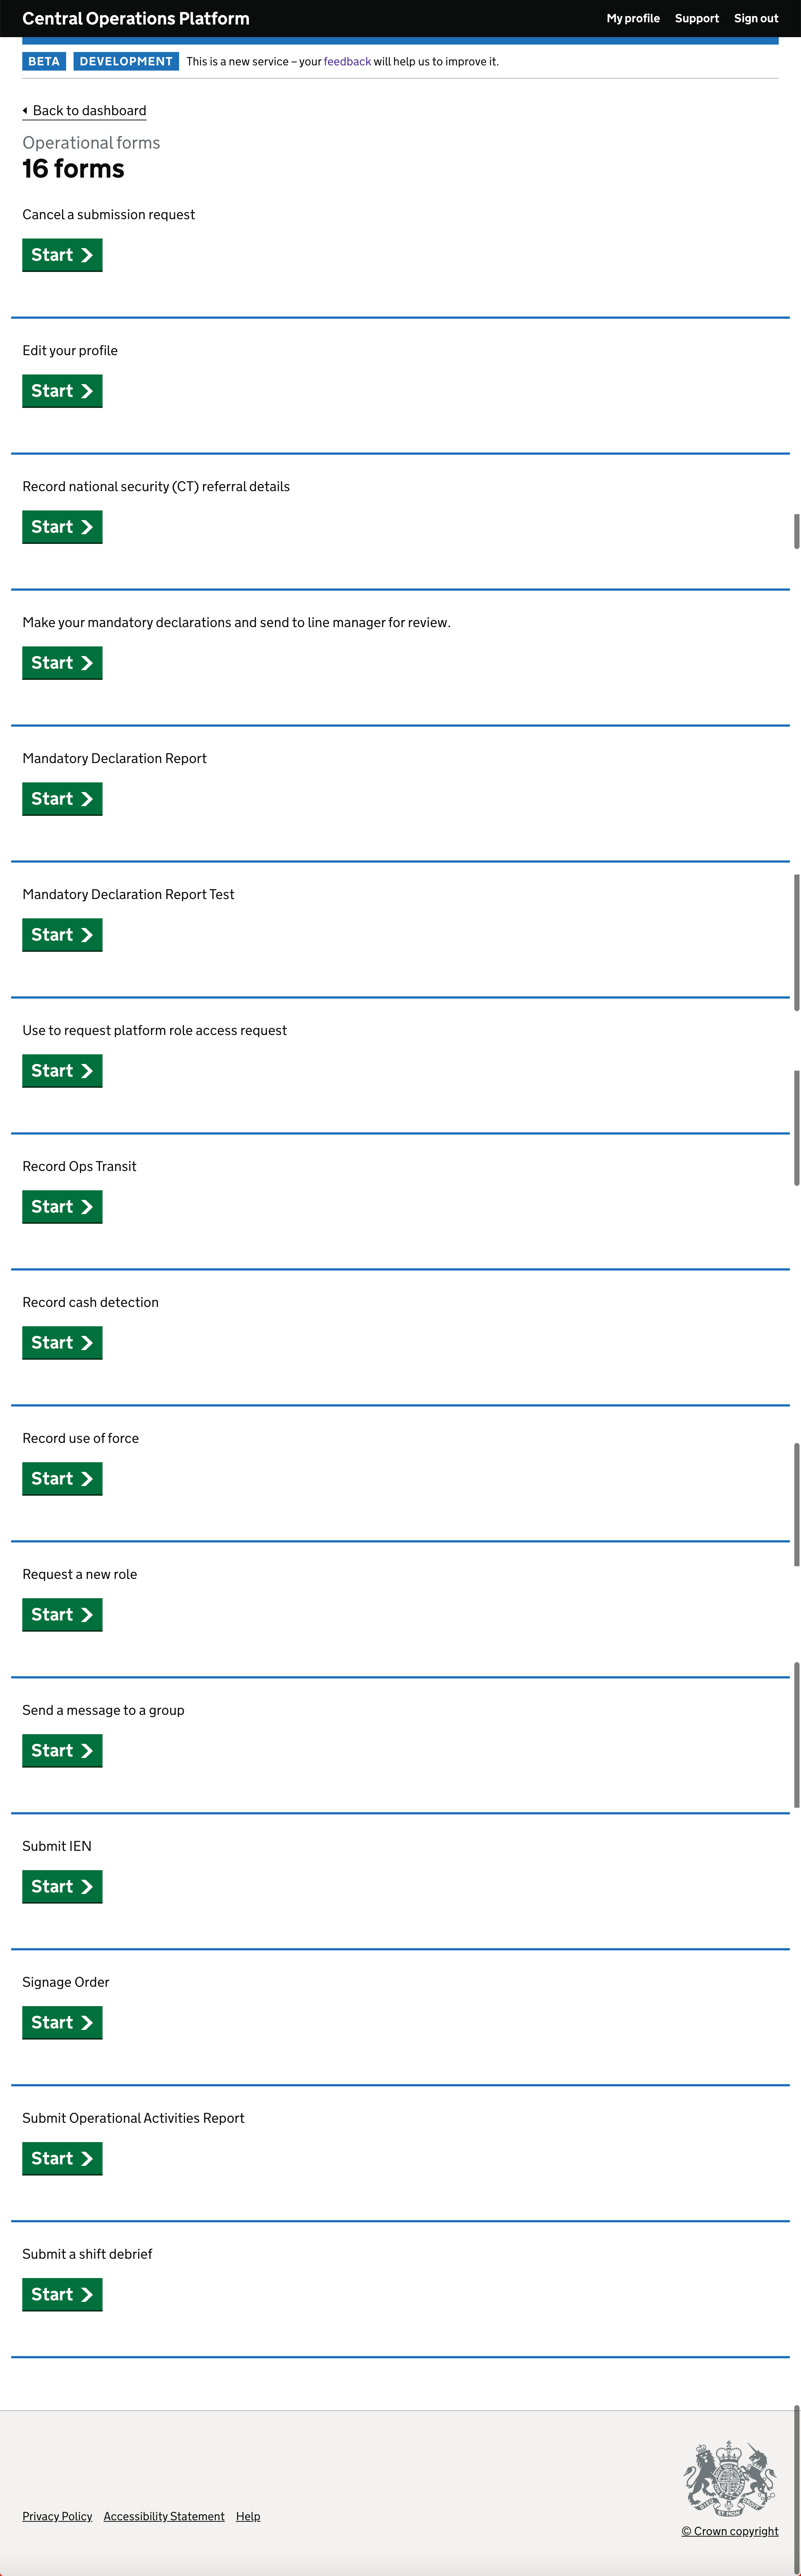 Central Operations Platform
My profile Support Sign out
BETA DEVELOPMENT This is a new service – your feedback will help us to improve it.
Back to dashboard
Operational forms
16 forms
Cancel a submission request
Start
Edit your profile
Start
Record national security (CT) referral details
Start
Make your mandatory declarations and send to line manager for review.
Start
Mandatory Declaration Report
Start
Mandatory Declaration Report Test
Start
Use to request platform role access request
Start
Record Ops Transit
Start
Record cash detection
Start
Record use of force
Start
Request a new role
Start
Send a message to a group
Start
Submit IEN
Start
Signage Order
Start
Submit Operational Activities Report
Start
Submit a shift debrief
Start
Privacy Policy Accessibility Statement Help
© Crown copyright